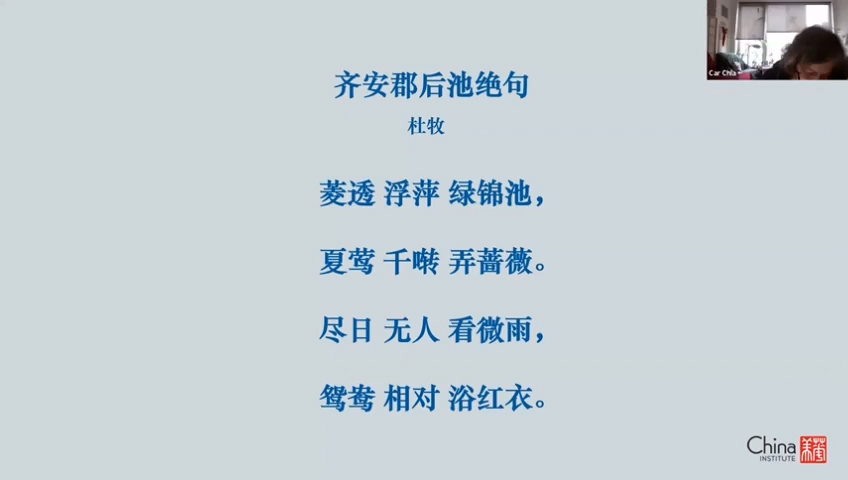 齐安郡后池绝句
杜牧
菱透 浮萍 绿锦池，
夏莺 千啭 弄蔷薇。
尽日 无人 看微雨，
鸳鸯 相对 浴红衣。
Car Chia
China
INSTITUTE